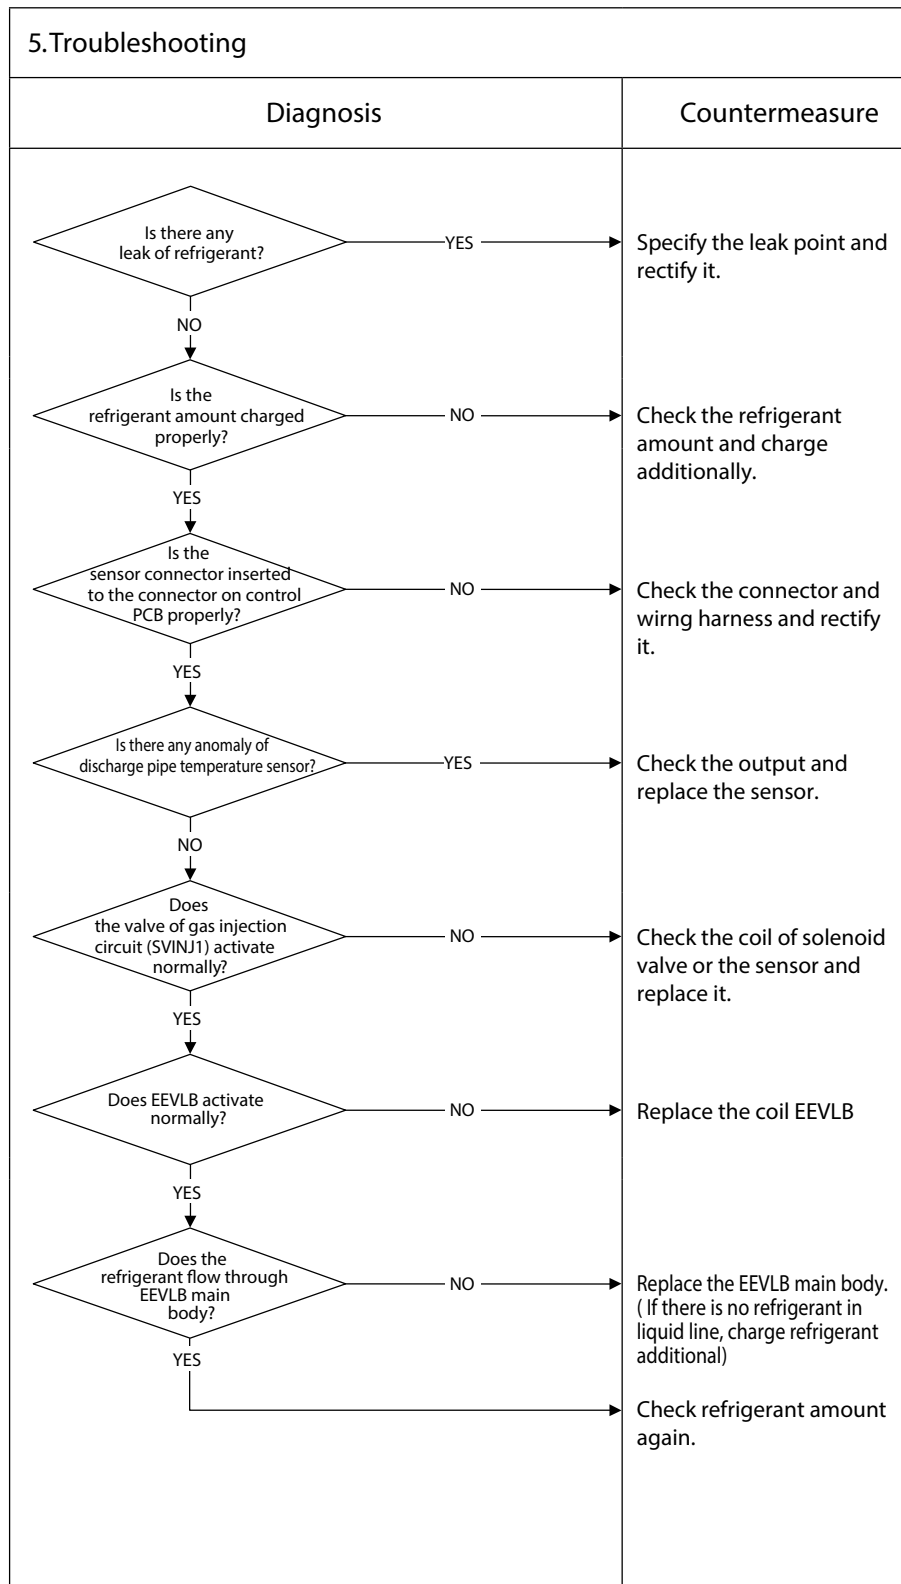 5.Troubleshooting
Diagnosis
Countermeasure
Is there any
leak of refrigerant?
YES
Specify the leak point and
rectify it.
NO
Is the
refrigerant amount charged
properly?
NO
Check the refrigerant
amount and charge
additionally.
YES
Is the
sensor connector inserted
to the connector on control
PCB properly?
NO
Check the connector and
wirng harness and rectify
it.
YES
Is there any anomaly of
discharge pipe temperature sensor?
YES
Check the output and
replace the sensor.
NO
Does
the valve of gas injection
circuit (SVINJ1) activate
normally?
NO
Check the coil of solenoid
valve or the sensor and
replace it.
YES
Does EEVLB activate
normally?
NO
Replace the coil EEVLB
YES
Does the
refrigerant flow through
EEVLB main
body?
NO
Replace the EEVLB main body.
( If there is no refrigerant in
liquid line, charge refrigerant
additional)
YES
Check refrigerant amount
again.